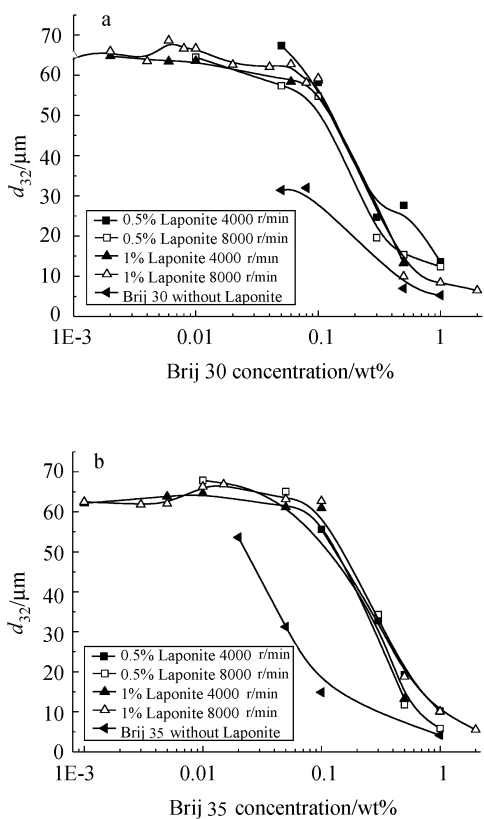 a
70
60
50
40
30
20
10
0
d32/μm
0.5% Laponite 4000 r/min
0.5% Laponite 8000 r/min
1% Laponite 4000 r/min
1% Laponite 8000 r/min
Brij 30 without Laponite
1E-3 0.01 0.1 1
Brij 30 concentration/wt%
b
70
60
50
40
30
20
10
0
d32/μm
0.5% Laponite 4000 r/min
0.5% Laponite 8000 r/min
1% Laponite 4000 r/min
1% Laponite 8000 r/min
Brij 35 without Laponite
1E-3 0.01 0.1 1
Brij 35 concentration/wt%